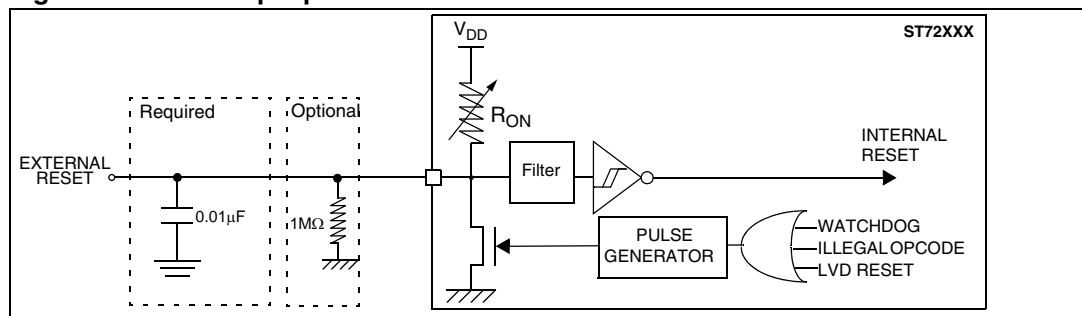 ST72XXX
VDD
RON
Required
Optional
EXTERNAL
RESET
0.01μF
1MΩ
Filter
INTERNAL
RESET
PULSE
GENERATOR
WATCHDOG
ILLEGAL OPCODE
LVD RESET